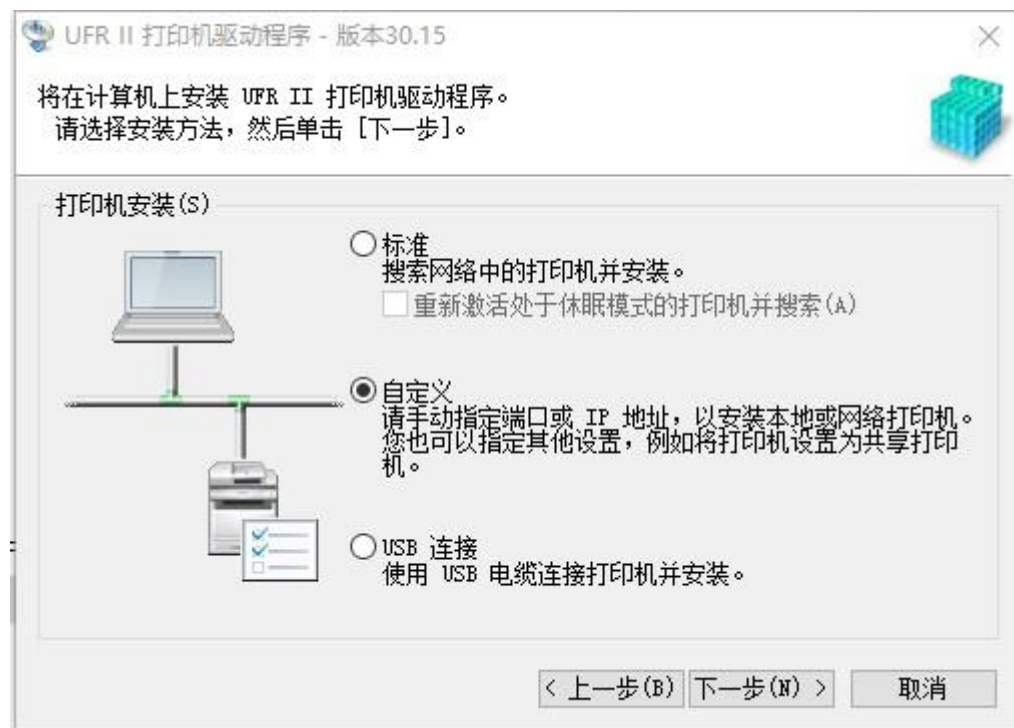 UFR II 打印机驱动程序 - 版本30.15
将在计算机上安装 UFR II 打印机驱动程序。
请选择安装方法，然后单击 [下一步]。
打印机安装(S)
标准
搜索网络中的打印机并安装。
重新激活处于休眠模式的打印机并搜索(A)
自定义
请手动指定端口或 IP 地址，以安装本地或网络打印机。
您也可以指定其他设置，例如将打印机设置为共享打印
机。
USB 连接
使用 USB 电缆连接打印机并安装。
< 上一步(B) 下一步(N) > 取消